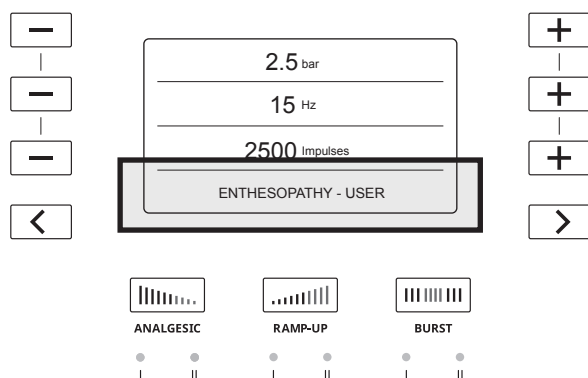 2.5 bar
15 Hz
2500 Impulses
ENTHESOPATHY - USER
ANALGESIC RAMP-UP BURST
I II I II I II